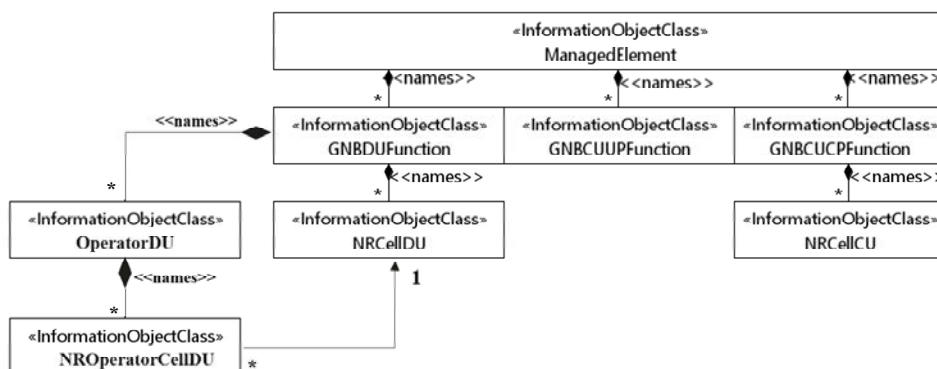 «InformationObjectClass»
ManagedElement
<<names>>
<<names>>
<<names>>
*
*
*
<<names>>
«InformationObjectClass»
GNBDUFunction
«InformationObjectClass»
GNBCUUPFunction
«InformationObjectClass»
GNBCUCPFunction
<<names>>
<<names>>
*
*
*
«InformationObjectClass»
OperatorDU
«InformationObjectClass»
NRCellDU
«InformationObjectClass»
NRCellCU
<<names>>
1
*
«InformationObjectClass»
NROperatorCellDU
*